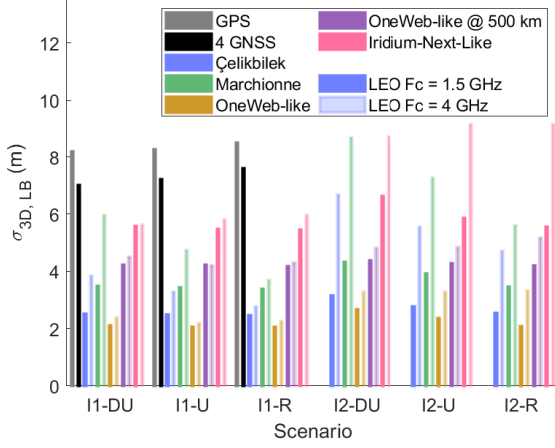 12
10
8
6
4
2
0
σ3D, LB (m)
GPS
4 GNSS
Çelikbilek
Marchionne
OneWeb-like
OneWeb-like @ 500 km
Iridium-Next-Like
LEO Fc = 1.5 GHz
LEO Fc = 4 GHz
I1-DU I1-U I1-R I2-DU I2-U I2-R
Scenario